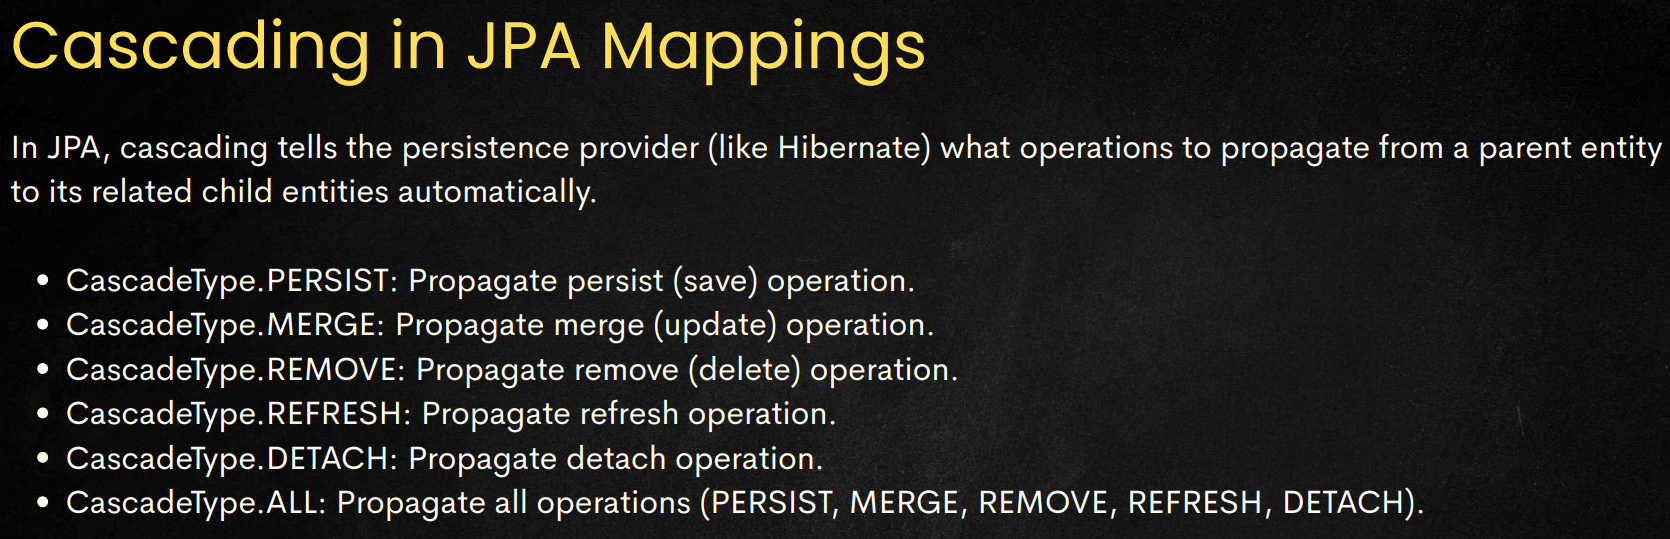 Cascading in JPA Mappings
In JPA, cascading tells the persistence provider (like Hibernate) what operations to propagate from a parent entity
to its related child entities automatically.
• CascadeType.PERSIST: Propagate persist (save) operation.
• CascadeType.MERGE: Propagate merge (update) operation.
• CascadeType.REMOVE: Propagate remove (delete) operation.
• CascadeType.REFRESH: Propagate refresh operation.
• CascadeType.DETACH: Propagate detach operation.
• CascadeType.ALL: Propagate all operations (PERSIST, MERGE, REMOVE, REFRESH, DETACH).